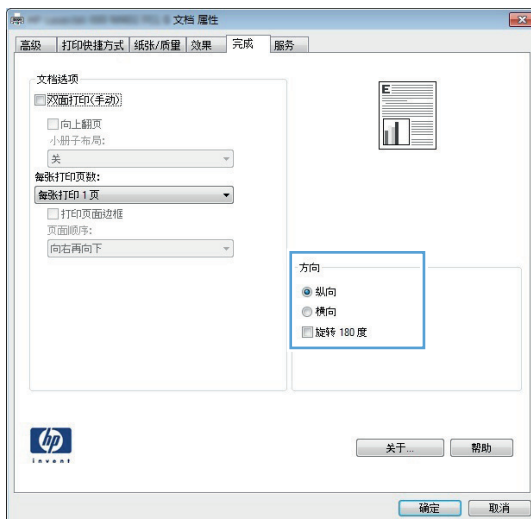 文档 属性
高级 打印快捷方式 纸张/质量 效果 完成 服务
文档选项
双面打印(手动)
向上翻页
小册子布局:
关
每张打印页数:
每张打印 1 页
打印页面边框
页面顺序:
向右再向下
E
方向
纵向
横向
旋转 180 度
hp
invent
关于... 帮助
确定 取消